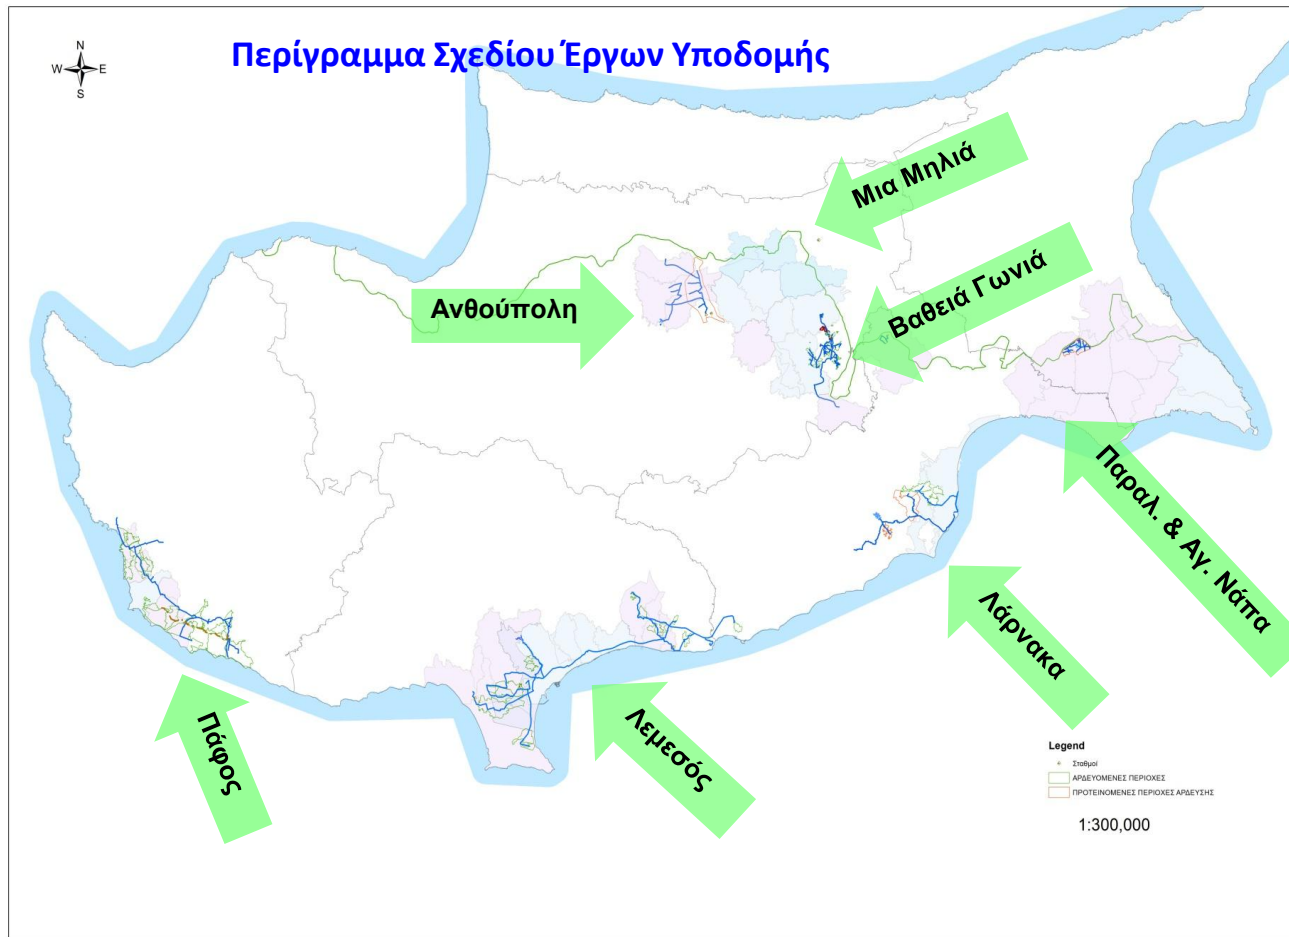 Περίγραμμα Σχεδίου Έργων Υποδομής
N
W E
S
Μια Μηλιά
Βαθειά Γωνιά
Ανθούπολη
Παραλ. & Αγ. Νάπα
Λάρνακα
Λεμεσός
Πάφος
Legend
Σταθμοί
ΑΡΔΕΥΟΜΕΝΕΣ ΠΕΡΙΟΧΕΣ
ΠΡΟΤΕΙΝΟΜΕΝΕΣ ΠΕΡΙΟΧΕΣ ΑΡΔΕΥΣΗΣ
1:300,000